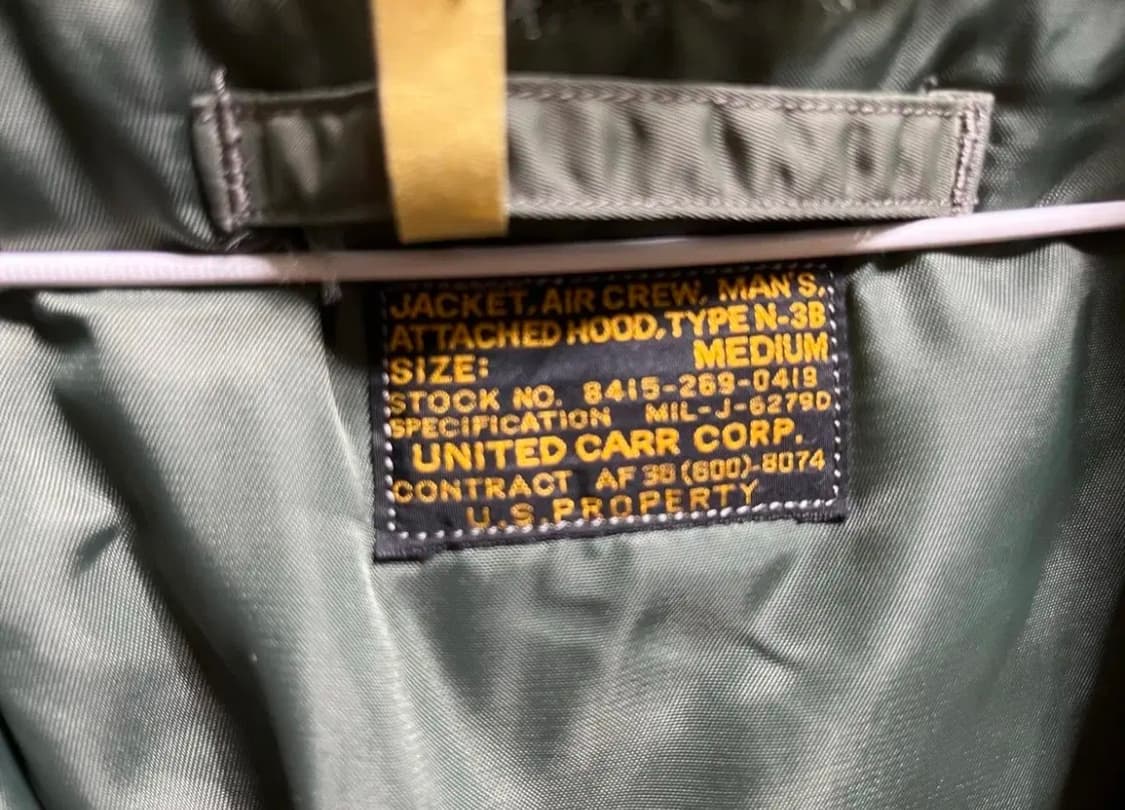 JACKET, AIR CREW, MAN'S,
ATTACHED HOOD, TYPE N-3B
SIZE: MEDIUM
STOCK NO. 8415-269-0419
SPECIFICATION MIL-J-6279D
UNITED CARR CORP.
CONTRACT AF 38 (600)-8074
U.S. PROPERTY